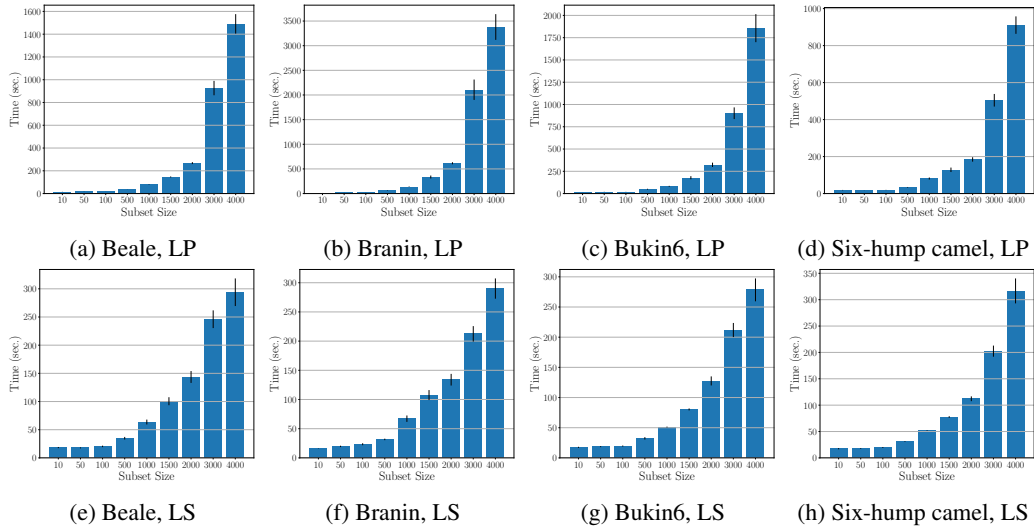 1600
1400
1200
1000
800
600
400
200
0
Time (sec.)
10 50 100 500 1000 1500 2000 3000 4000
Subset Size
(a) Beale, LP
3500
3000
2500
2000
1500
1000
500
0
Time (sec.)
10 50 100 500 1000 1500 2000 3000 4000
Subset Size
(b) Branin, LP
2000
1750
1500
1250
1000
750
500
250
0
Time (sec.)
10 50 100 500 1000 1500 2000 3000 4000
Subset Size
(c) Bukin6, LP
1000
800
600
400
200
0
Time (sec.)
10 50 100 500 1000 1500 2000 3000 4000
Subset Size
(d) Six-hump camel, LP
300
250
200
150
100
50
0
Time (sec.)
10 50 100 500 1000 1500 2000 3000 4000
Subset Size
(e) Beale, LS
300
250
200
150
100
50
0
Time (sec.)
10 50 100 500 1000 1500 2000 3000 4000
Subset Size
(f) Branin, LS
300
250
200
150
100
50
0
Time (sec.)
10 50 100 500 1000 1500 2000 3000 4000
Subset Size
(g) Bukin6, LS
350
300
250
200
150
100
50
0
Time (sec.)
10 50 100 500 1000 1500 2000 3000 4000
Subset Size
(h) Six-hump camel, LS